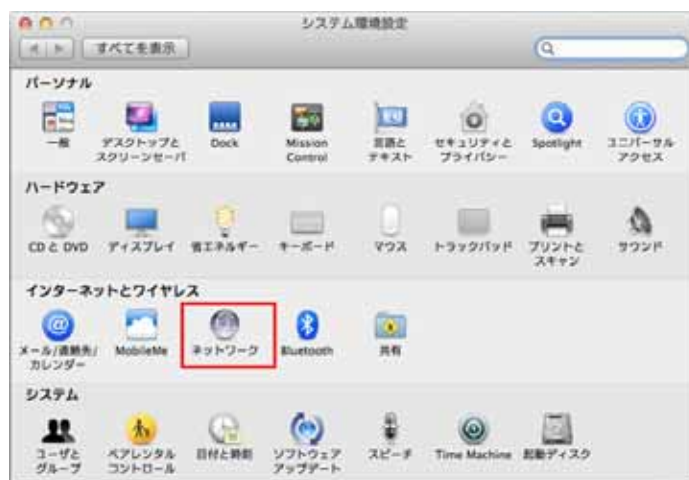 システム環境設定
すべてを表示
パーソナル
一般
デスクトップと
スクリーンセーバ
Dock
Mission
Control
言語と
テキスト
セキュリティと
プライバシー
Spotlight
ユニバーサル
アクセス
ハードウェア
CD と DVD
ディスプレイ
省エネルギー
キーボード
マウス
トラックパッド
プリントと
スキャン
サウンド
インターネットとワイヤレス
メール/連絡先/
カレンダー
MobileMe
ネットワーク
Bluetooth
共有
システム
ユーザと
グループ
ペアレンタル
コントロール
日付と時刻
ソフトウェア
アップデート
スピーチ
Time Machine
起動ディスク